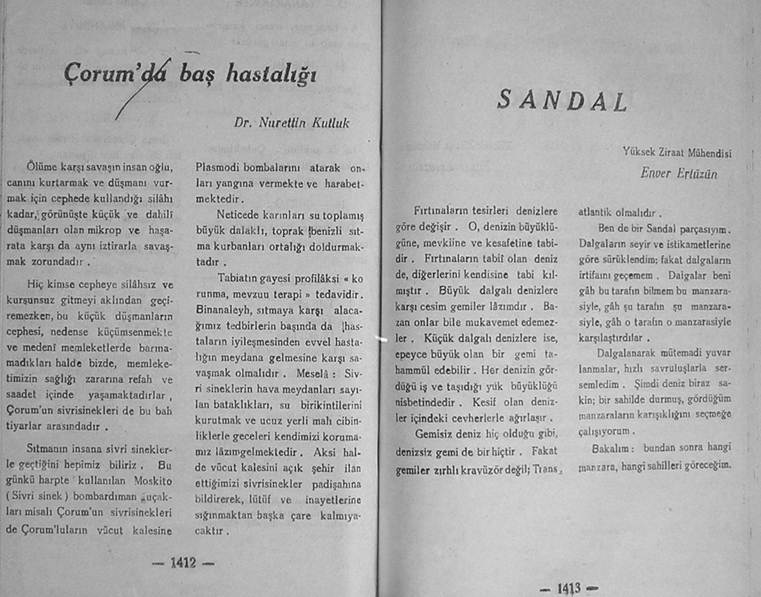 Çorum'da baş hastalığı
Dr. Nurettin Kutluk
Ölüme karşı savaşın insan oğlu,
canını kurtarmak ve düşmanı vur-
mak için cephede kullandığı silâhı
kadar, görünüşte küçük ve dahilî
düşmanları olan mikrop ve haşa-
rata karşı da aynı iztirarla savaş-
mak zorundadır .
Hiç kimse cepheye silâhsız ve
kurşunsuz gitmeyi aklından geçi-
remezken, bu küçük düşmanların
cephesi, nedense küçümsenmekte
ve medenî memleketlerde barına-
madıkları halde bizde, memleke-
timizin sağlığı zararına refah ve
saadet içinde yaşamaktadırlar ,
Çorum'un sivrisinekleri de bu bah
tiyarlar arasındadır .
Sıtmanın insana sivri sinekler-
le geçtiğini hepimiz biliriz . Bu
günkü harpte kullanılan Moskito
( Sivri sinek ) bombardıman uçak-
ları misalı Çorum'un sivrisinekleri
de Çorum'luların vücut kalesine
Plasmodi bombalarını atarak on-
ları yangına vermekte ve harabet-
mektedir .
Neticede karınları su toplamış
büyük dalaklı, toprak benizli sıt-
ma kurbanları ortalığı doldurmak-
tadır .
Tabiatın gayesi profilâksi « ko
runma, mevzuu terapi » tedavidir.
Binanaleyh, sıtmaya karşı alaca-
ğımız tedbirlerin başında da has-
taların iyileşmesinden evvel hasta-
lığın meydana gelmesine karşı sa-
vaşmak olmalıdır . Meselâ : Siv-
ri sineklerin hava meydanları sayı-
lan bataklıkları, su birikintilerini
kurutmak ve ucuz yerli malı cibin-
liklerle geceleri kendimizi koruma-
mız lâzımgelmektedir . Aksi hal-
de vücut kalesini açık şehir ilan
ettiğimizi sivrisinekler padişahına
bildirerek, lütûf ve inayetlerine
sığınmaktan başka çare kalmıya-
caktır .
— 1412 —
SANDAL
Yüksek Ziraat Mühendisi
Enver Ertüzün
Fırtınaların tesirleri denizlere
göre değişir . O, denizin büyüklü-
güne, mevkiine ve kesafetine tabi-
dir . Fırtınaların tabiî olan deniz
de, diğerlerini kendisine tabi kıl-
mıştır . Büyük dalgalı denizlere
karşı cesim gemiler lâzımdır . Ba-
zan onlar bile mukavemet edemez-
ler . Küçük dalgalı denizlere ise,
epeyce büyük olan bir gemi ta-
hammül edebilir . Her denizin gör-
düğü iş ve taşıdığı yük büyüklüğü
nisbetindedir . Kesif olan deniz-
ler içindeki cevherlerle ağırlaşır .
Gemisiz deniz hiç olduğu gibi,
denizsiz gemi de bir hiçtir . Fakat
gemiler zırhlı kravüzör değil; Trans,
atlantik olmalıdır .
Ben de bir Sandal parçasıyım .
Dalgaların seyir ve istikametlerine
göre sürüklendim; fakat dalgaların
irtifaını geçemem . Dalgalar beni
gâh bu tarafın bilmem bu manzara-
siyle, gâh şu tarafın şu manzara-
siyle, gâh o tarafın o manzarasiyle
karşılaştırdılar .
Dalgalanarak mütemadi yuvar
lanmalar, hızlı savruluşlarla ser-
semledim . Şimdi deniz biraz sa-
kin; bir sahilde durmuş, gördüğüm
manzaraların karışıklığını seçmeğe
çalışıyorum .
Bakalım : bundan sonra hangi
manzara, hangi sahilleri göreceğim.
— 1413 —